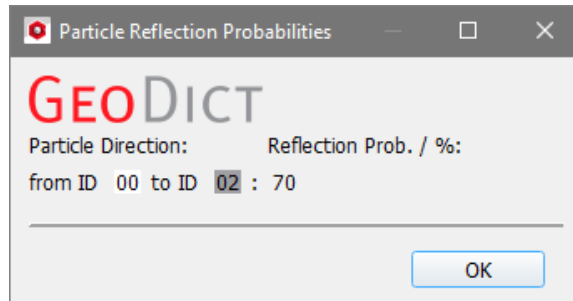 Particle Reflection Probabilities
GEODICT
Particle Direction: Reflection Prob. / %:
from ID 00 to ID 02 : 70
OK